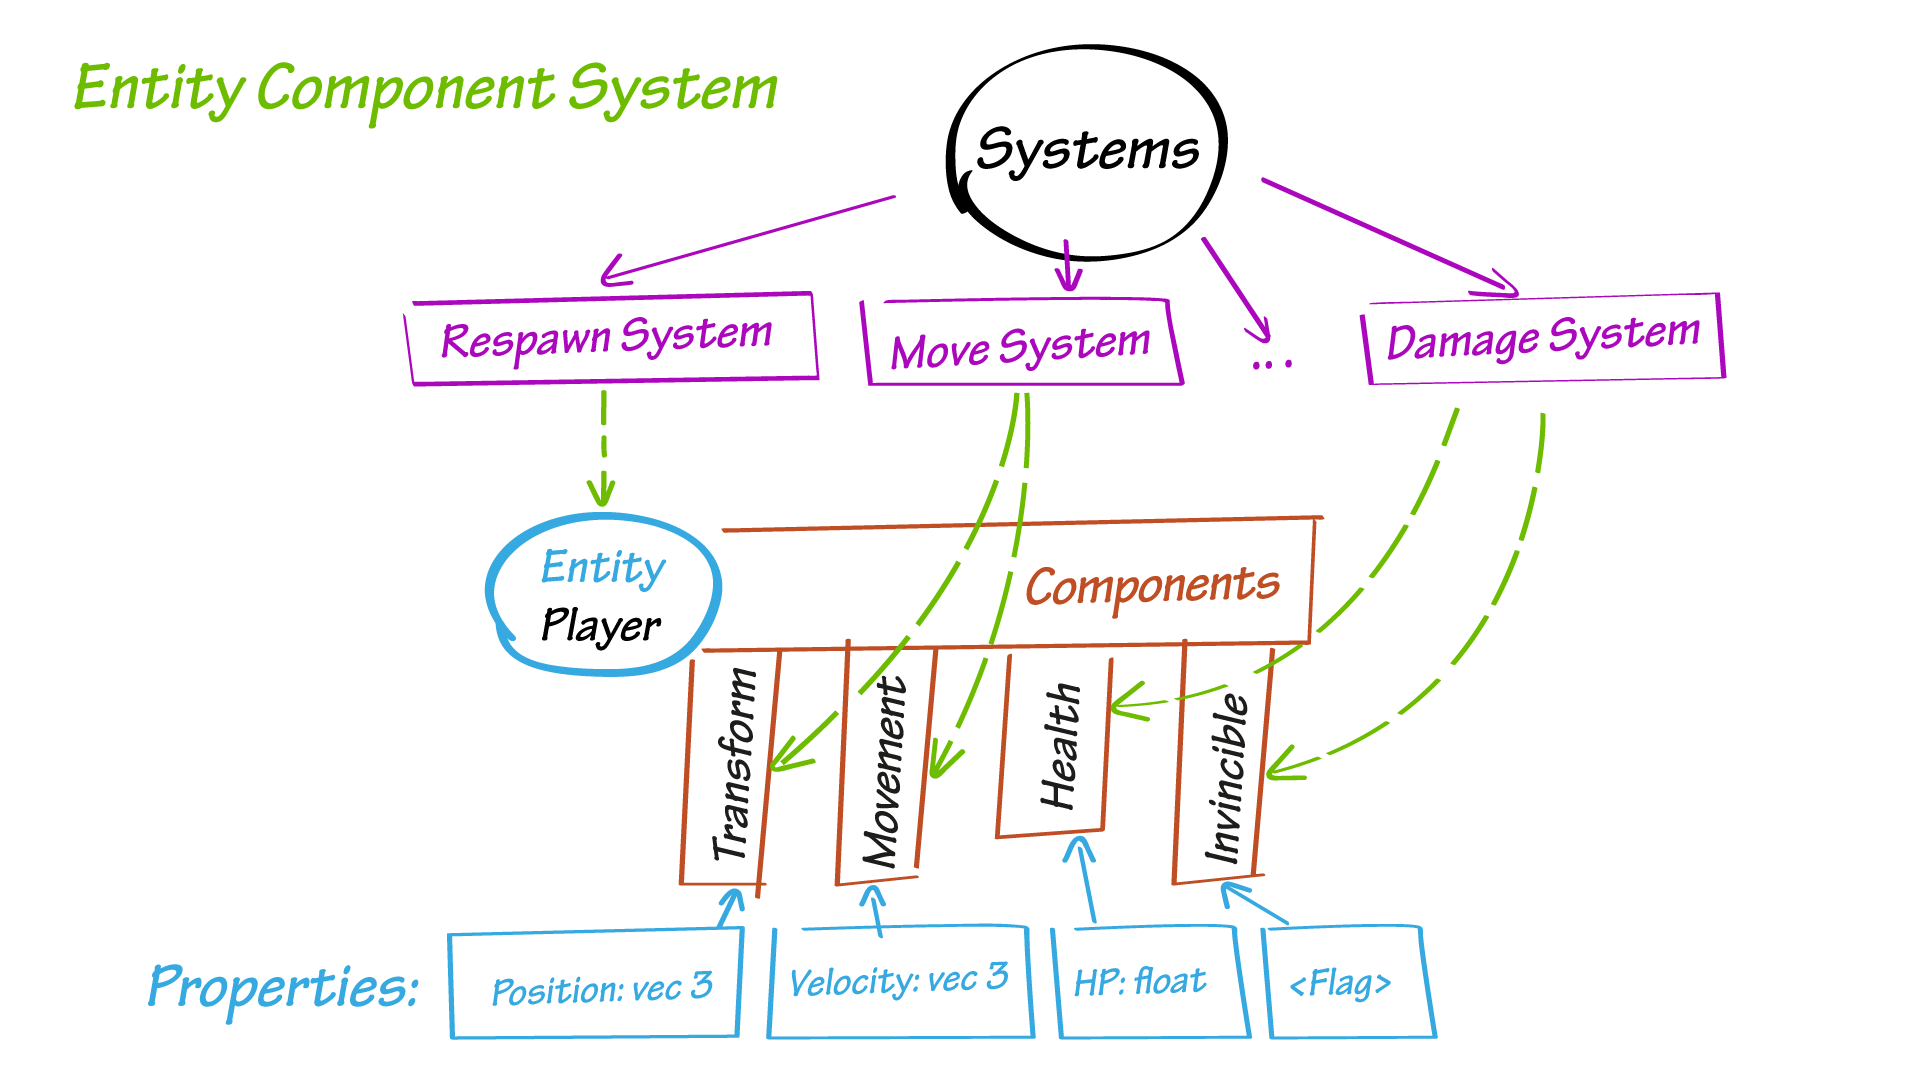 Entity Component System
Systems
Respawn System
Move System
...
Damage System
Entity
Player
Components
Transform
Movement
Health
Invincible
Properties:
Position: vec 3
Velocity: vec 3
HP: float
<Flag>